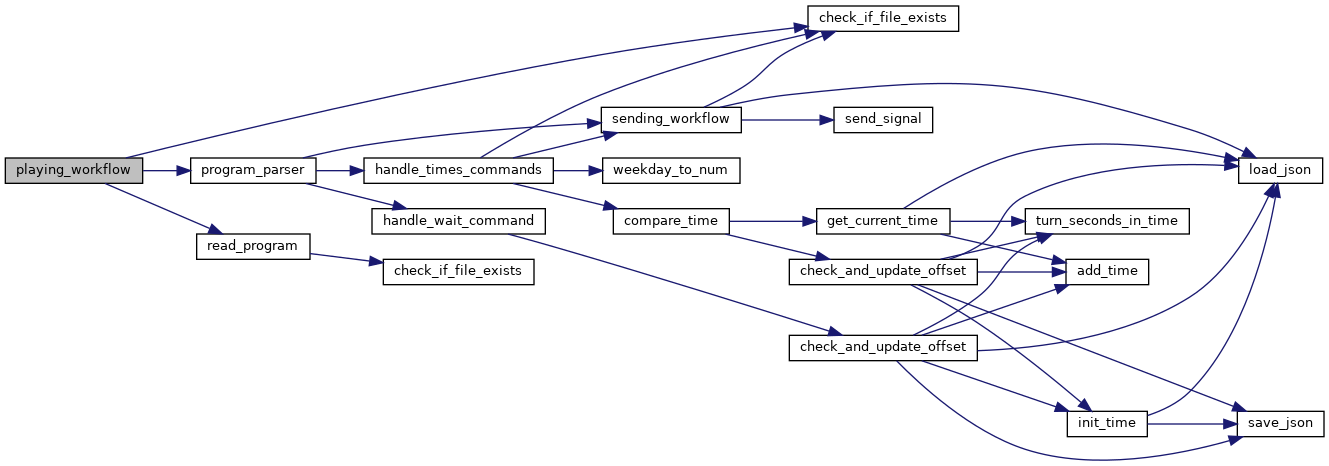 check_if_file_exists
sending_workflow
send_signal
playing_workflow
program_parser
handle_times_commands
weekday_to_num
load_json
handle_wait_command
compare_time
get_current_time
turn_seconds_in_time
read_program
check_if_file_exists
check_and_update_offset
add_time
check_and_update_offset
init_time
save_json